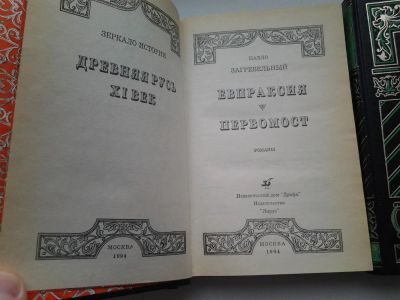 ЗЕРКАЛО ИСТОРИИ
ДРЕВНЯЯ РУСЬ
XI ВЕК
МОСКВА
1994
ПАВЛО
ЗАГРЕБЕЛЬНЫЙ
ЕВПРАКСИЯ
ПЕРВОМОСТ
РОМАНЫ
Издательский дом "Дрофа"
Издательство
"Лирус"
МОСКВА
1994